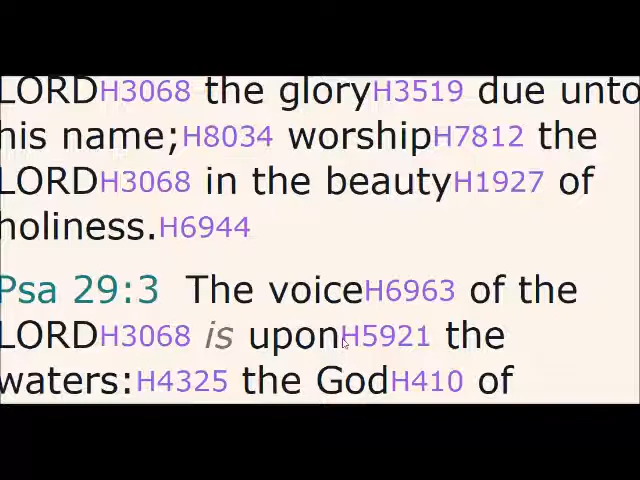 LORDH3068 the gloryH3519 due unto
his name;H8034 worshipH7812 the
LORDH3068 in the beautyH1927 of
holiness.H6944
Psa 29:3 The voiceH6963 of the
LORDH3068 is uponH5921 the
waters:H4325 the GodH410 of